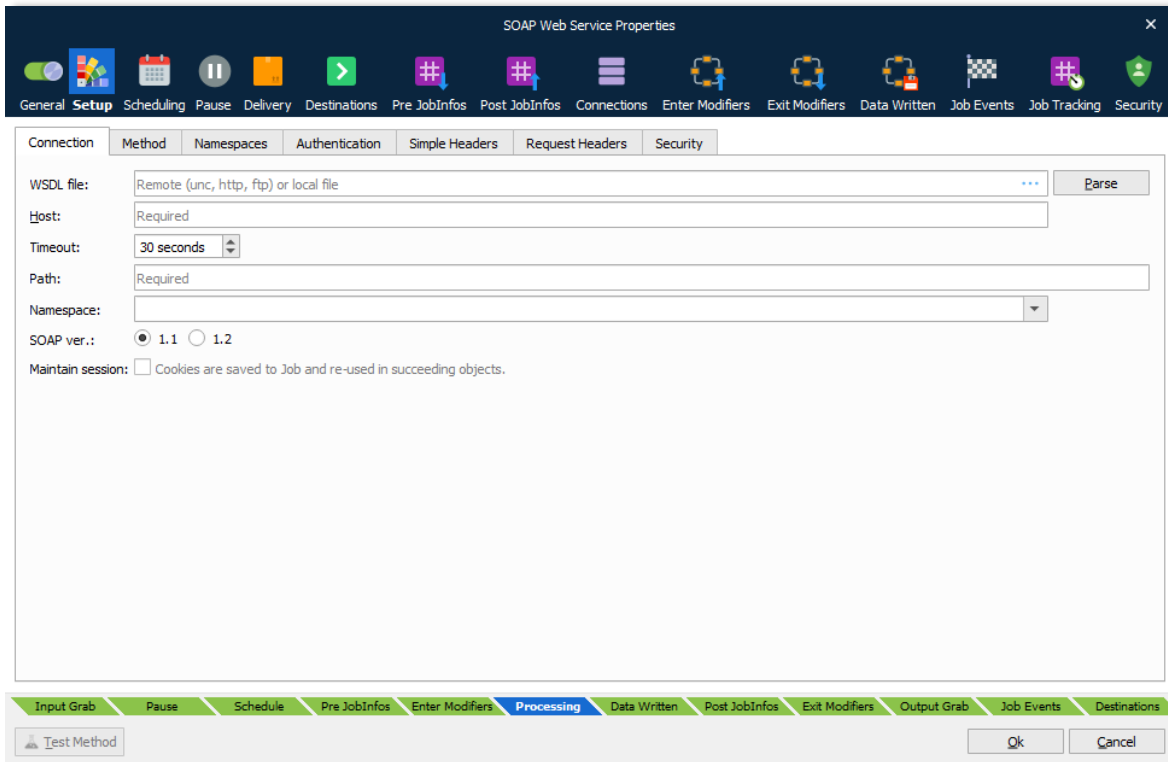 SOAP Web Service Properties
General Setup Scheduling Pause Delivery Destinations Pre JobInfos Post JobInfos Connections Enter Modifiers Exit Modifiers Data Written Job Events Job Tracking Security
Connection Method Namespaces Authentication Simple Headers Request Headers Security
WSDL file: Remote (unc, http, ftp) or local file ... Parse
Host: Required
Timeout: 30 seconds
Path: Required
Namespace:
SOAP ver.: 1.1 1.2
Maintain session: Cookies are saved to Job and re-used in succeeding objects.
Input Grab Pause Schedule Pre JobInfos Enter Modifiers Processing Data Written Post JobInfos Exit Modifiers Output Grab Job Events Destinations
Test Method Ok Cancel